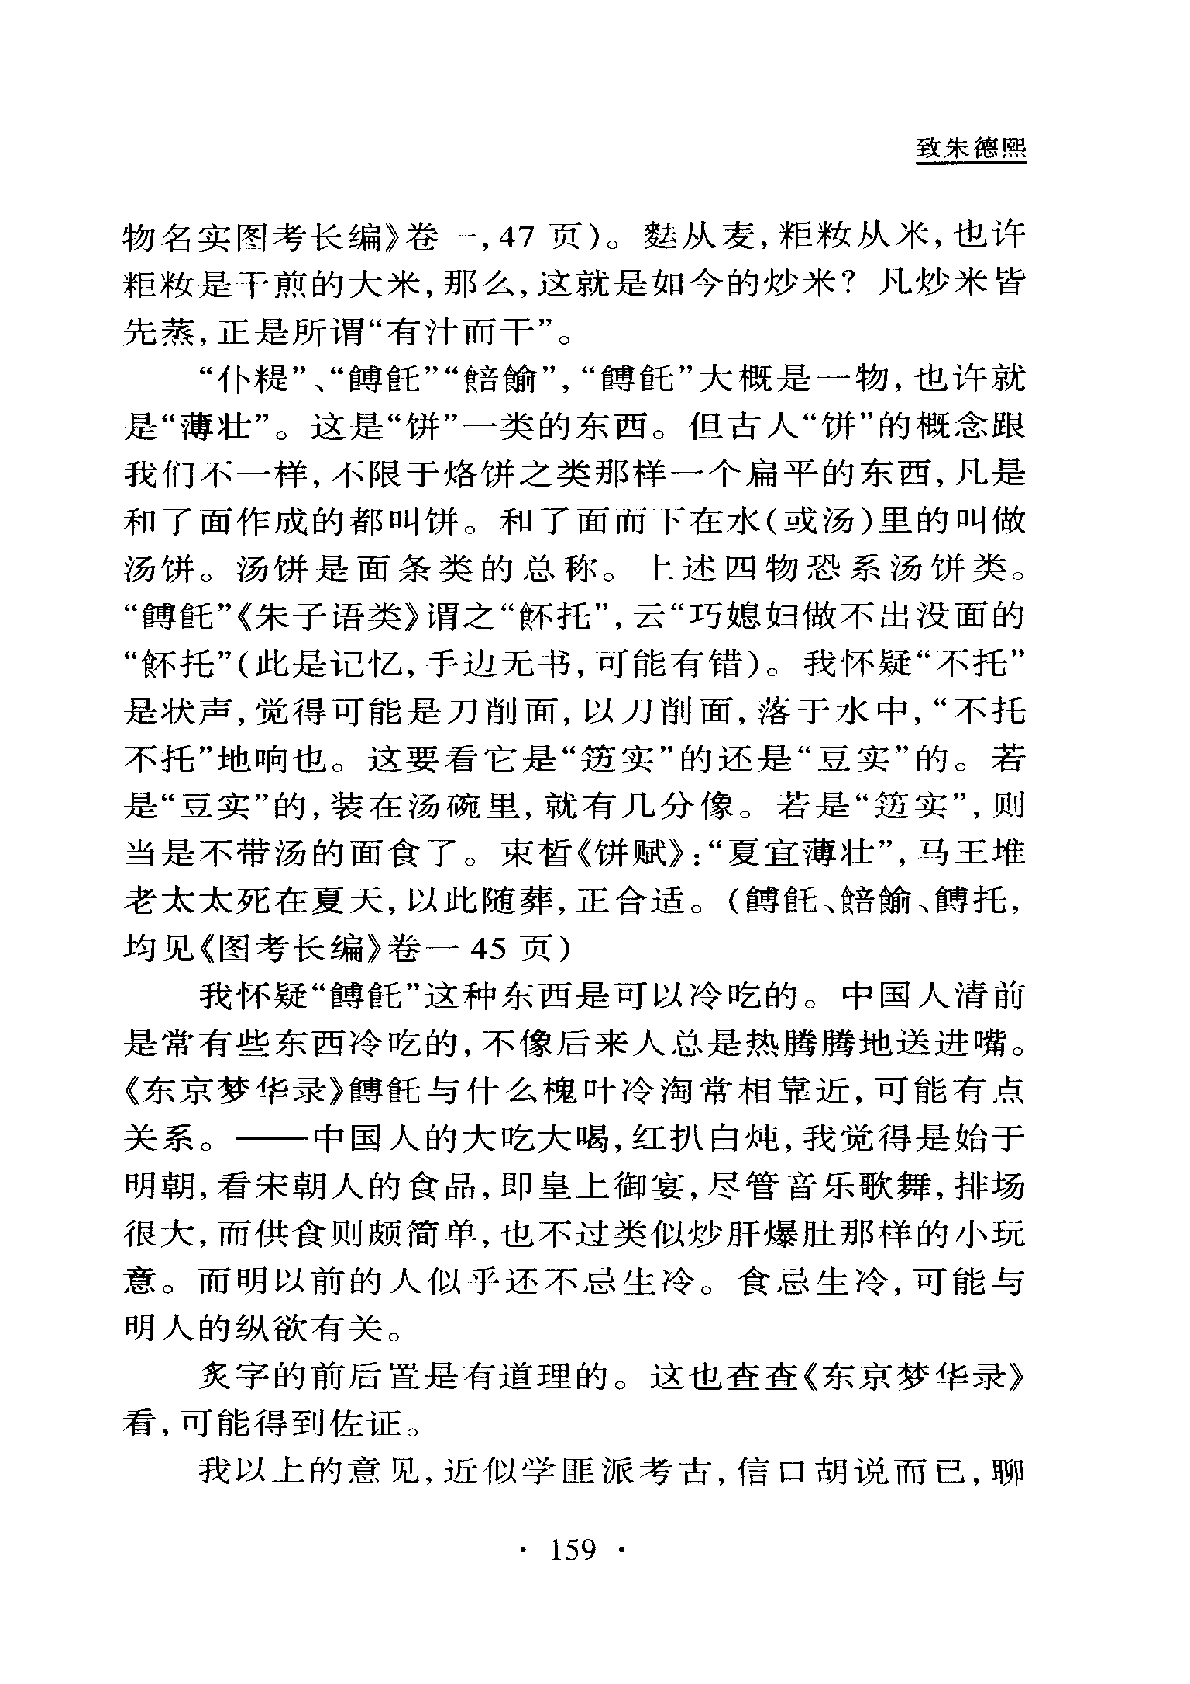 致朱德熙
物名实图考长编》卷一,47 页)。麮从麦,粔籹从米,也许
粔籹是干煎的大米,那么,这就是如今的炒米?凡炒米皆
先蒸,正是所谓“有汁而干”。
“仆䊓”、“餺飥”“餢飳”,“餺飥”大概是一物,也许就
是“薄壮”。这是“饼”一类的东西。但古人“饼”的概念跟
我们不一样,不限于烙饼之类那样一个扁平的东西,凡是
和了面作成的都叫饼。和了面而下在水(或汤)里的叫做
汤饼。汤饼是面条类的总称。上述四物恐系汤饼类。
“餺飥”《朱子语类》谓之“䬩托”,云“巧媳妇做不出没面的
“䬩托”(此是记忆,手边无书,可能有错)。我怀疑“不托”
是状声,觉得可能是刀削面,以刀削面,落于水中,“不托
不托”地响也。这要看它是“笾实”的还是“豆实”的。若
是“豆实”的,装在汤碗里,就有几分像。若是“笾实”,则
当是不带汤的面食了。束皙《饼赋》:“夏宜薄壮”,马王堆
老太太死在夏天,以此随葬,正合适。(餺飥、餢䬔、餺托,
均见《图考长编》卷一 45 页)
我怀疑“餺飥”这种东西是可以冷吃的。中国人清前
是常有些东西冷吃的,不像后来人总是热腾腾地送进嘴。
《东京梦华录》餺飥与什么槐叶冷淘常相靠近,可能有点
关系。——中国人的大吃大喝,红扒白炖,我觉得是始于
明朝,看宋朝人的食品,即皇上御宴,尽管音乐歌舞,排场
很大,而供食则颇简单,也不过类似炒肝爆肚那样的小玩
意。而明以前的人似乎还不忌生冷。食忌生冷,可能与
明人的纵欲有关。
炙字的前后置是有道理的。这也查查《东京梦华录》
看,可能得到佐证。
我以上的意见,近似学匪派考古,信口胡说而已,聊
· 159 ·